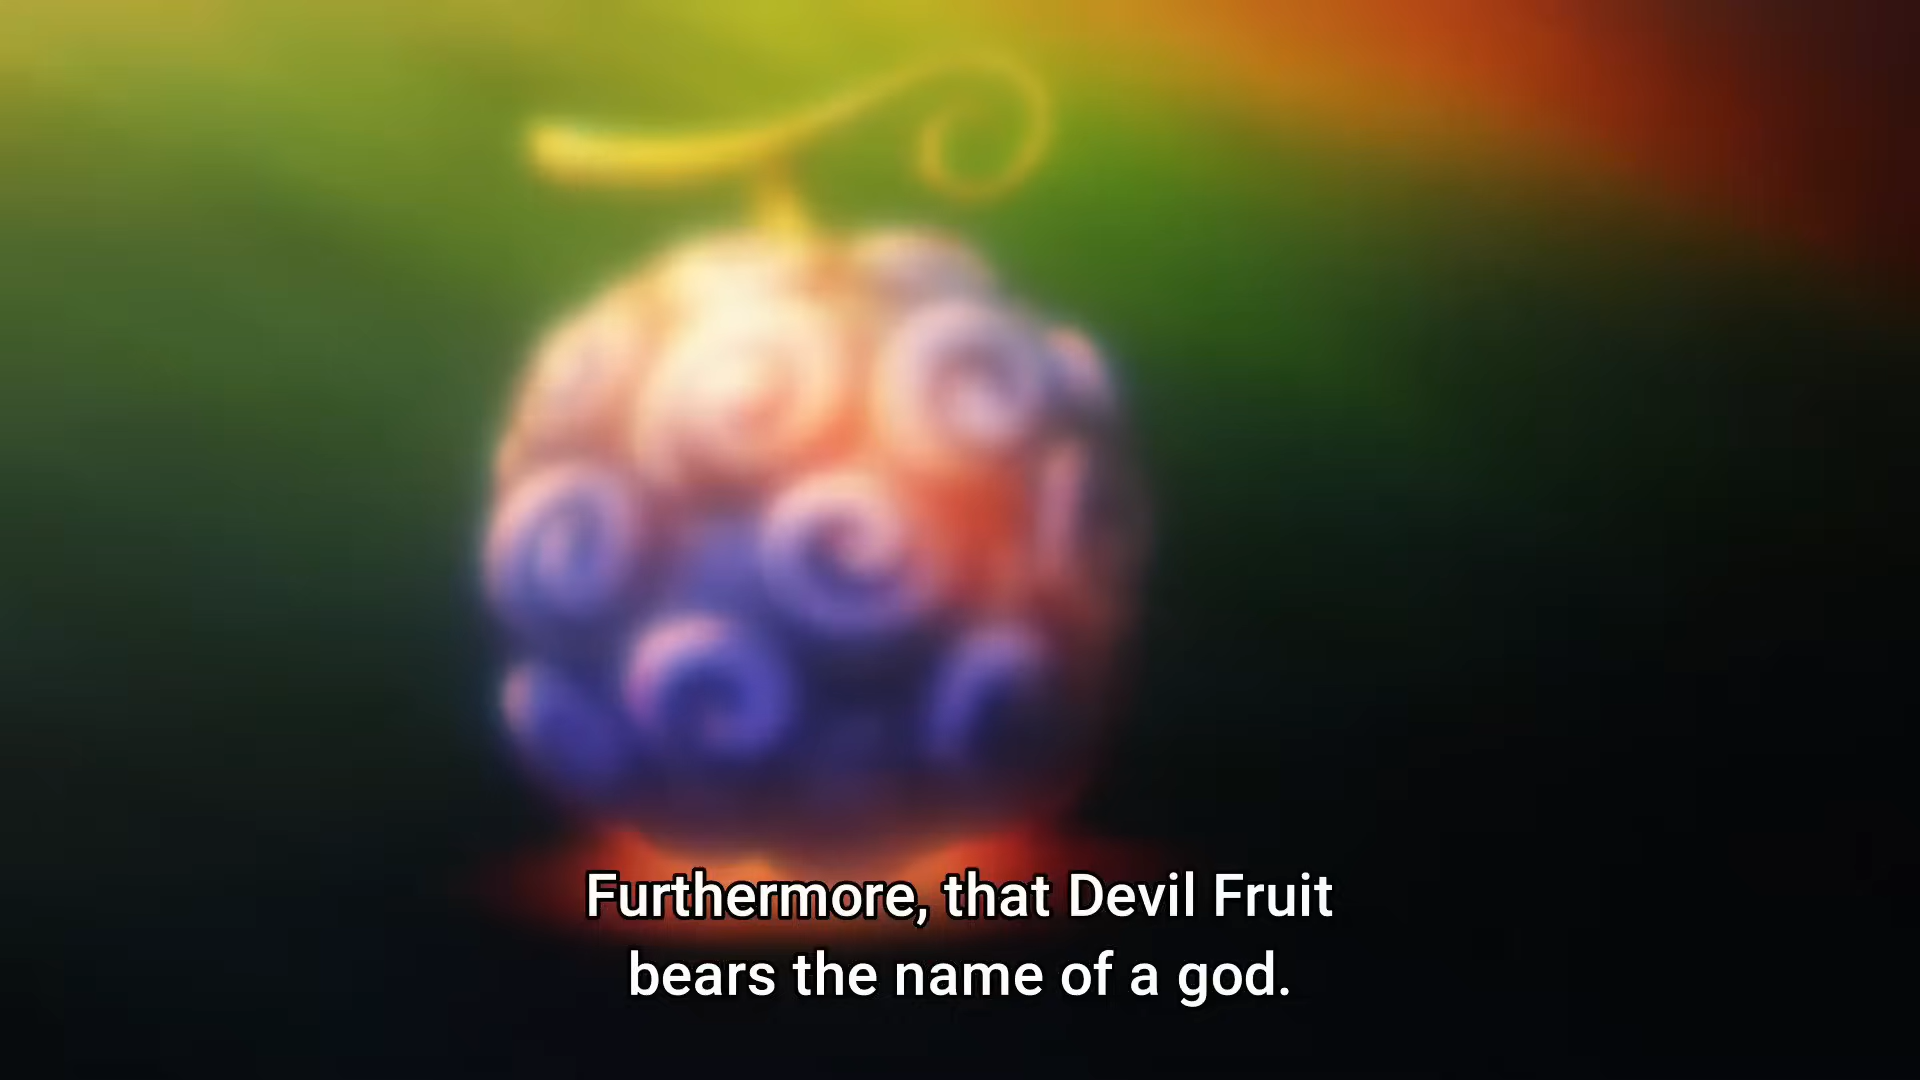 Furthermore, that Devil Fruit
bears the name of a god.